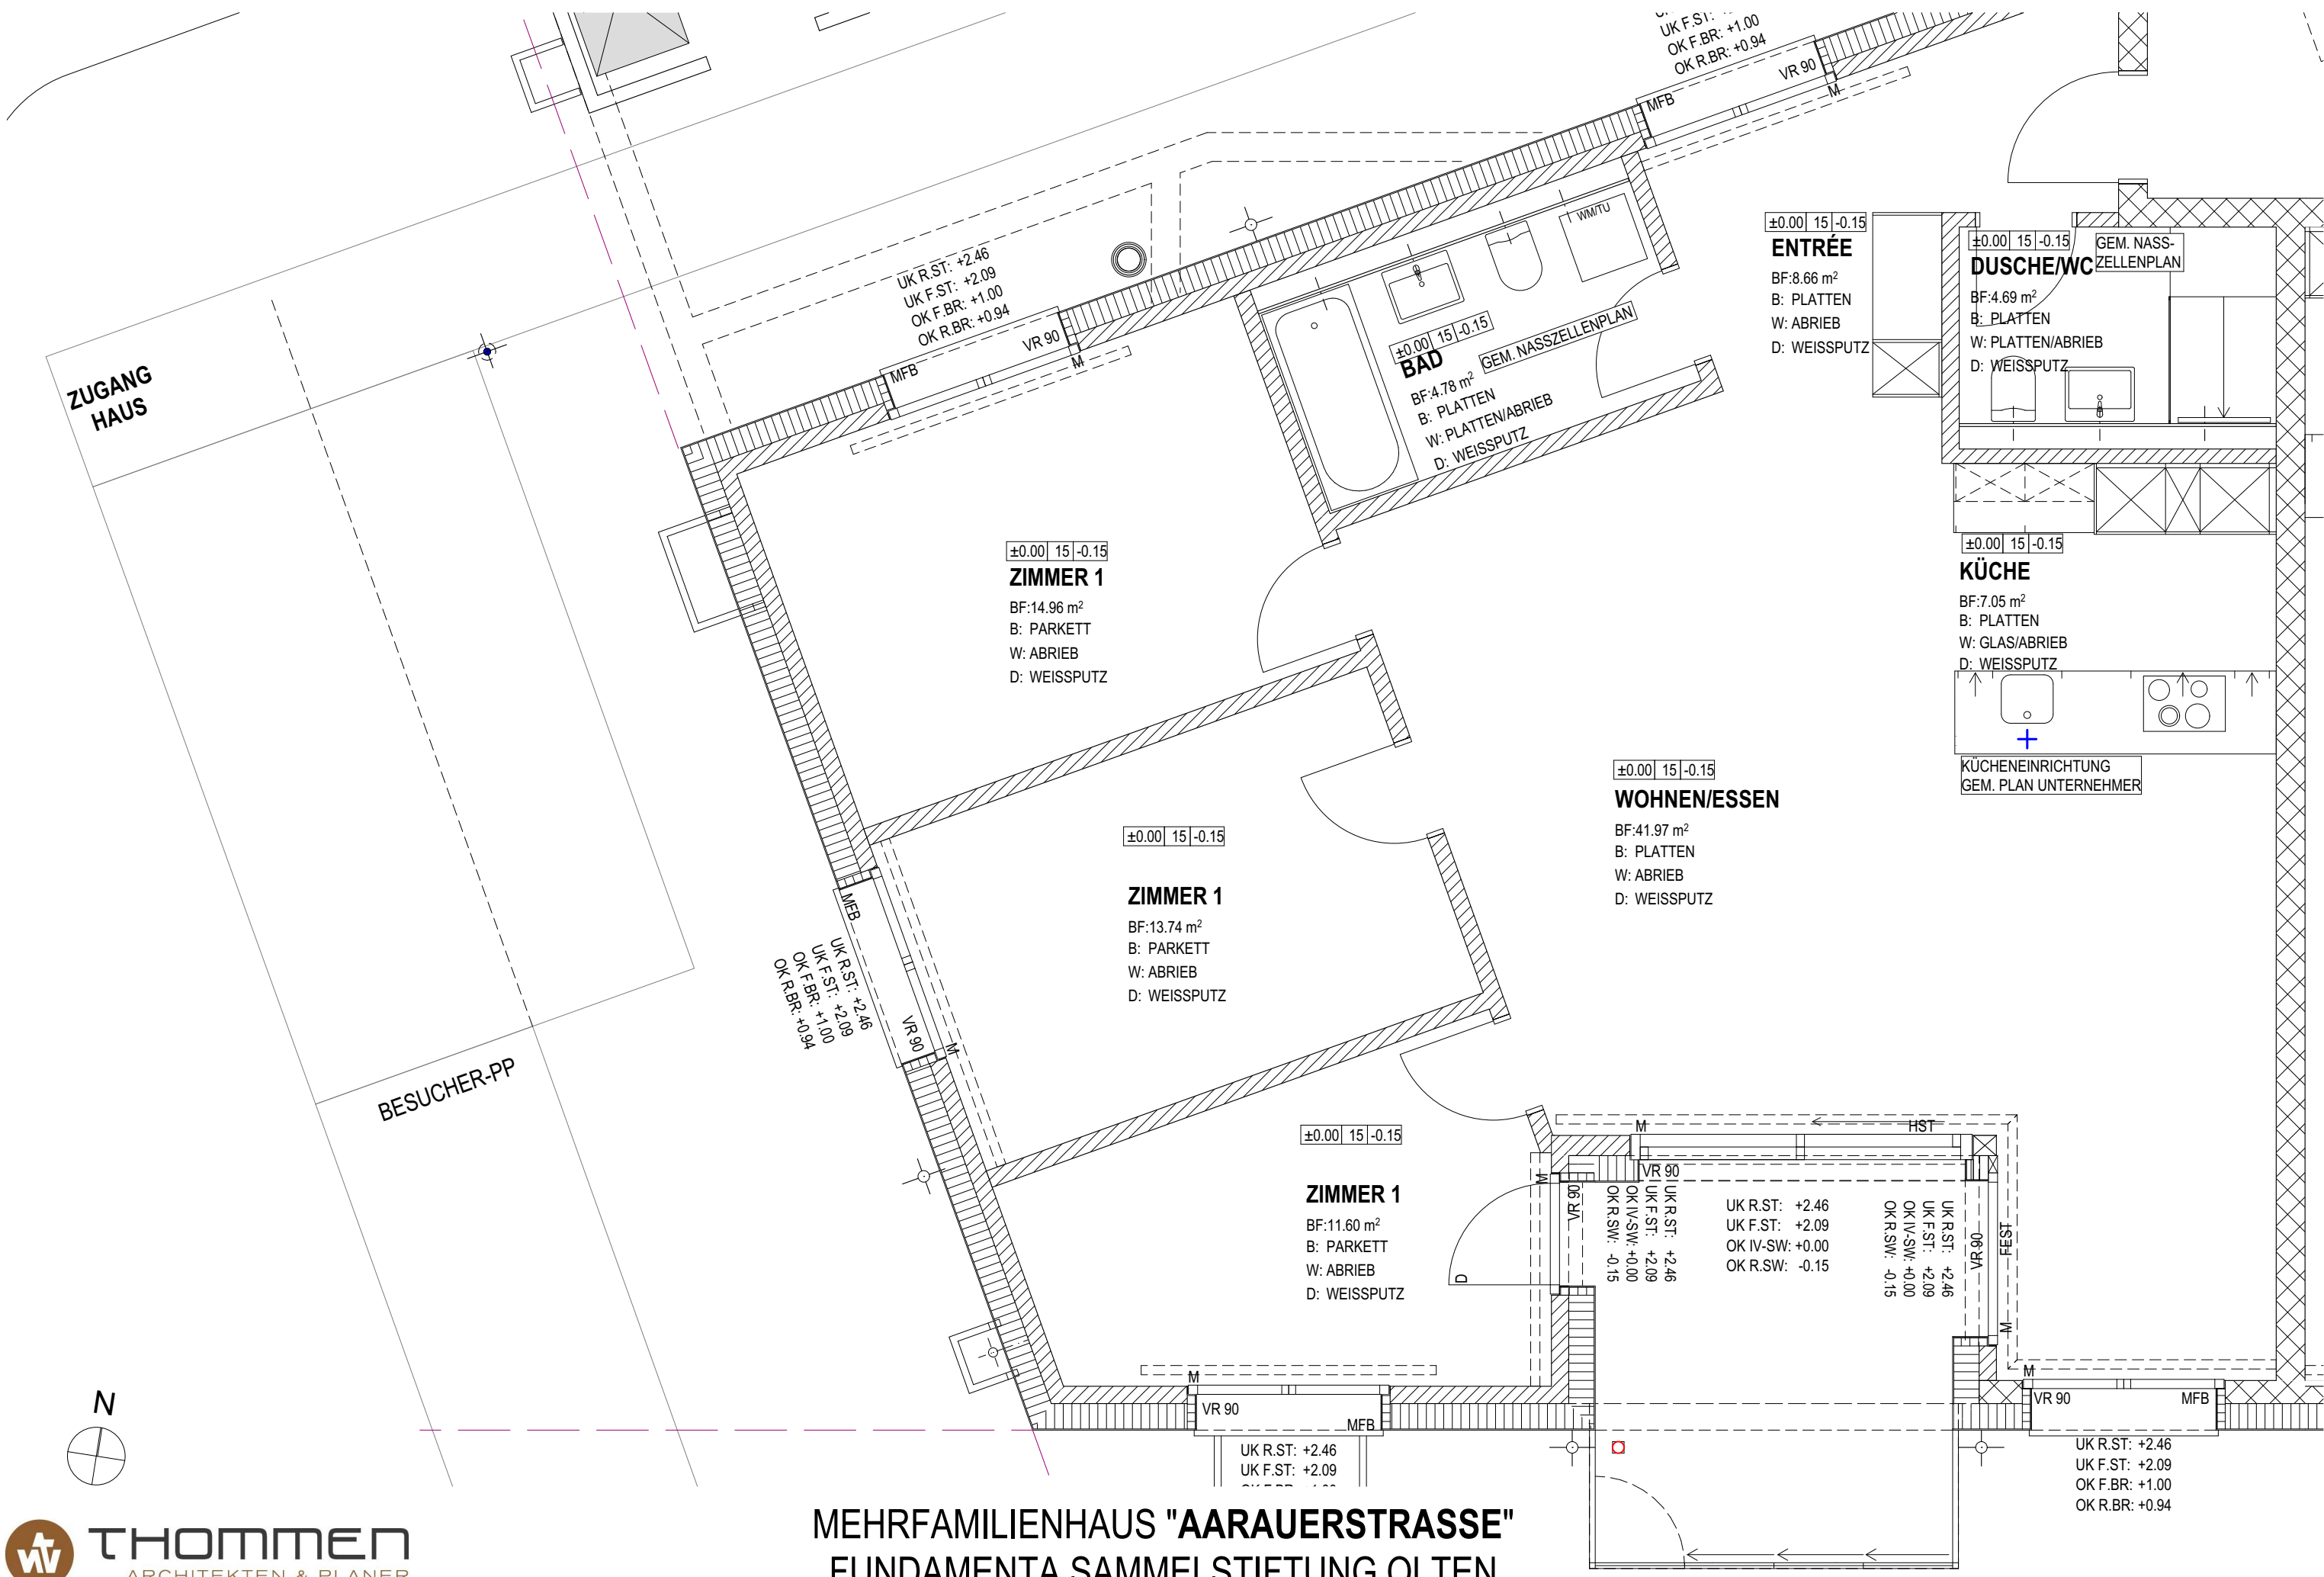 UK F.ST:
OK F.BR: +1.00
OK R.BR: +0.94
VR 90
MFB
M
UK R.ST: +2.46
UK F.ST: +2.09
OK F.BR: +1.00
OK R.BR: +0.94
VR 90
MFB
M
WM/TU
±0.00 15 -0.15
BAD
GEM. NASSZELLENPLAN
BF:4.78 m²
B: PLATTEN
W: PLATTEN/ABRIEB
D: WEISSPUTZ
±0.00 15 -0.15
ENTRÉE
BF:8.66 m²
B: PLATTEN
W: ABRIEB
D: WEISSPUTZ
±0.00 15 -0.15
GEM. NASS-
ZELLENPLAN
DUSCHE/WC
BF:4.69 m²
B: PLATTEN
W: PLATTEN/ABRIEB
D: WEISSPUTZ
ZUGANG
HAUS
±0.00 15 -0.15
ZIMMER 1
BF:14.96 m²
B: PARKETT
W: ABRIEB
D: WEISSPUTZ
±0.00 15 -0.15
KÜCHE
BF:7.05 m²
B: PLATTEN
W: GLAS/ABRIEB
D: WEISSPUTZ
KÜCHENEINRICHTUNG
GEM. PLAN UNTERNEHMER
±0.00 15 -0.15
WOHNEN/ESSEN
BF:41.97 m²
B: PLATTEN
W: ABRIEB
D: WEISSPUTZ
±0.00 15 -0.15
ZIMMER 1
BF:13.74 m²
B: PARKETT
W: ABRIEB
D: WEISSPUTZ
MFB
UK R.ST: +2.46
UK F.ST: +2.09
OK F.BR: +1.00
OK R.BR: +0.94
VR 90
M
BESUCHER-PP
±0.00 15 -0.15
ZIMMER 1
BF:11.60 m²
B: PARKETT
W: ABRIEB
D: WEISSPUTZ
D
M
VR 90
M
HST
VR 90
UK R.ST: +2.46
UK F.ST: +2.09
OK IV-SW: +0.00
OK R.SW: -0.15
UK R.ST: +2.46
UK F.ST: +2.09
OK IV-SW: +0.00
OK R.SW: -0.15
UK R.ST: +2.46
UK F.ST: +2.09
OK IV-SW: +0.00
OK R.SW: -0.15
VR 90
FEST
M
M
VR 90
MFB
UK R.ST: +2.46
UK F.ST: +2.09
M
VR 90
MFB
UK R.ST: +2.46
UK F.ST: +2.09
OK F.BR: +1.00
OK R.BR: +0.94
N
THOMMEN
ARCHITEKTEN & PLANER
MEHRFAMILIENHAUS "AARAUERSTRASSE"
FUNDAMENTA SAMMELSTIFTUNG OLTEN